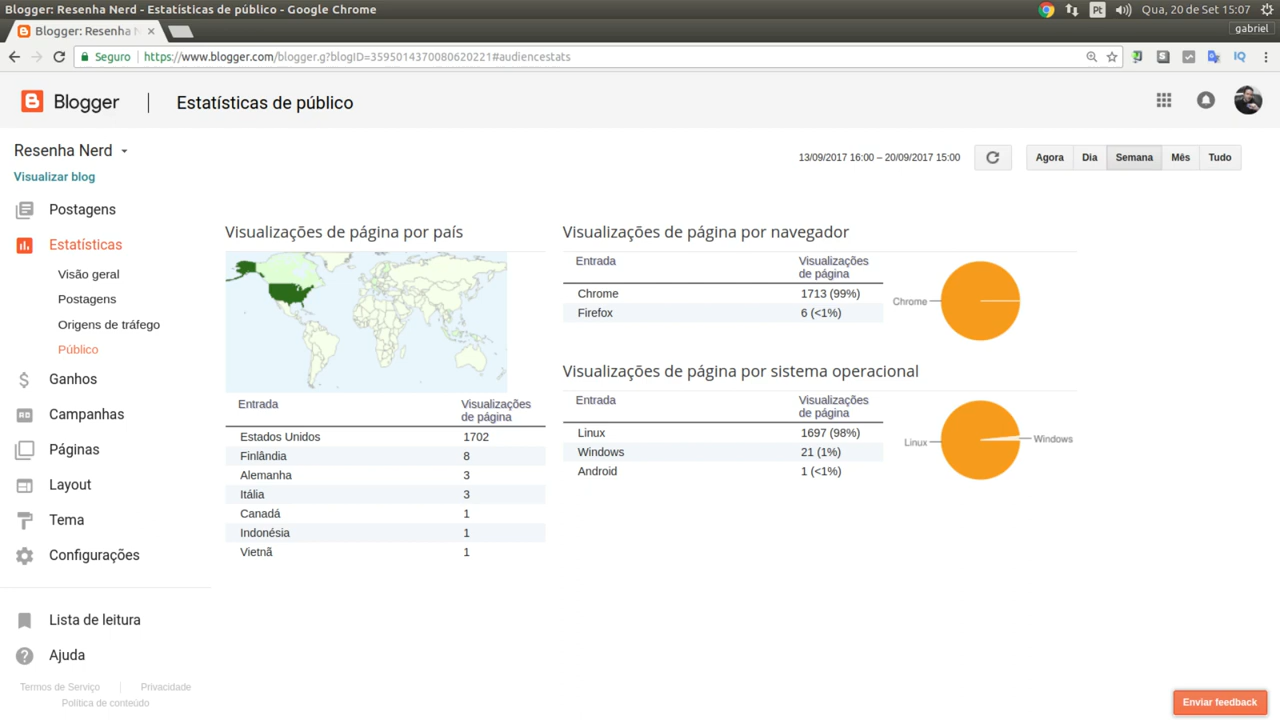 Blogger: Resenha Nerd - Estatísticas de público - Google Chrome
Pt
Qua, 20 de Set 15:07
Blogger: Resenha N
gabriel
Seguro
https://www.blogger.com/blogger.g?blogID=3595014370080620221#audiencestats
IQ
Blogger
Estatísticas de público
Resenha Nerd
13/09/2017 16:00 – 20/09/2017 15:00
Agora
Dia
Semana
Mês
Tudo
Visualizar blog
Postagens
Estatísticas
Visão geral
Postagens
Origens de tráfego
Público
Ganhos
Campanhas
Páginas
Layout
Tema
Configurações
Lista de leitura
Ajuda
Termos de Serviço
Privacidade
Política de conteúdo
Visualizações de página por país
Entrada Visualizações de página
Estados Unidos 1702
Finlândia 8
Alemanha 3
Itália 3
Canadá 1
Indonésia 1
Vietnã 1
Visualizações de página por navegador
Entrada Visualizações de página
Chrome 1713 (99%)
Firefox 6 (<1%)
Chrome
Visualizações de página por sistema operacional
Entrada Visualizações de página
Linux 1697 (98%)
Windows 21 (1%)
Android 1 (<1%)
Linux
Windows
Enviar feedback